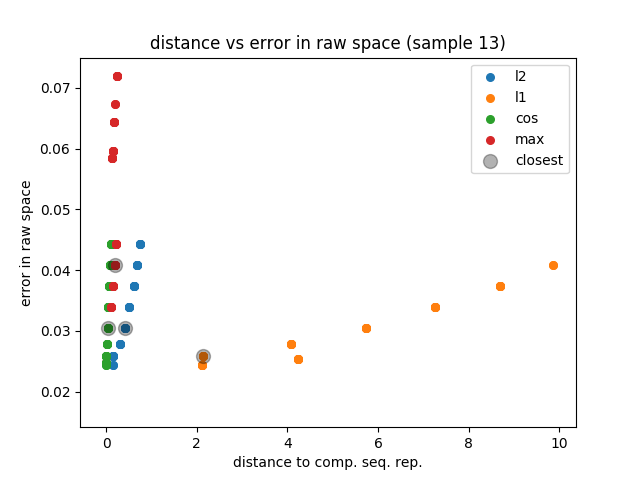 distance vs error in raw space (sample 13)
l2
l1
cos
max
closest
0.07
0.06
0.05
0.04
0.03
0.02
error in raw space
0
2
4
6
8
10
distance to comp. seq. rep.